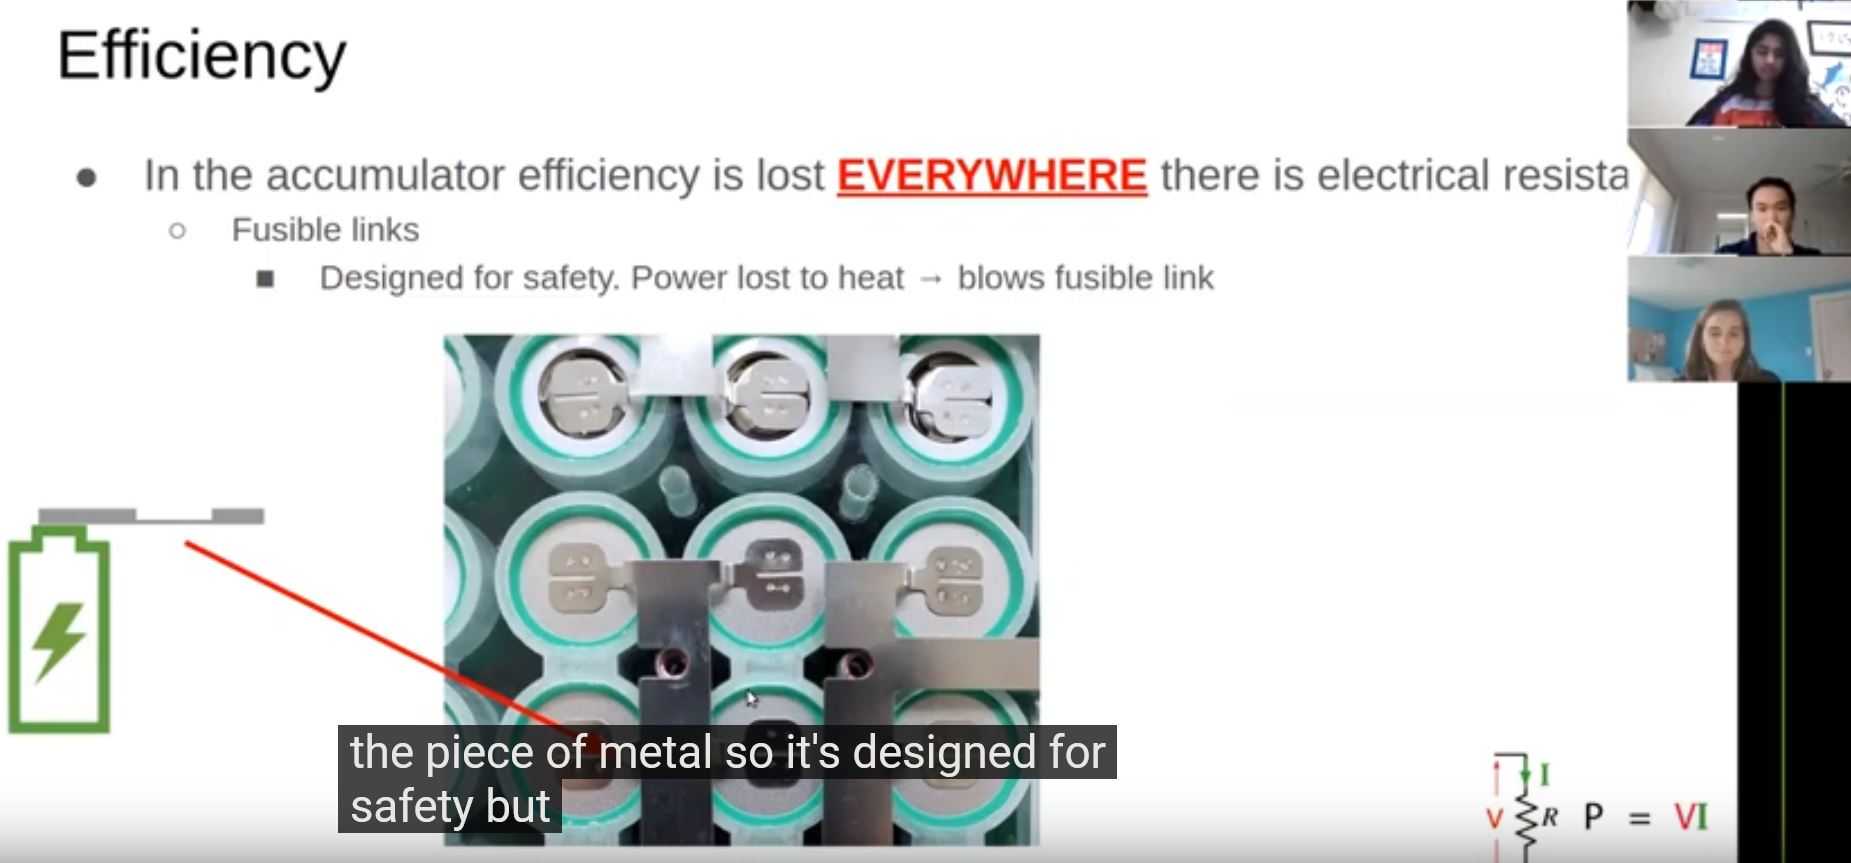 Efficiency
● In the accumulator efficiency is lost EVERYWHERE there is electrical resista
○ Fusible links
■ Designed for safety. Power lost to heat → blows fusible link
the piece of metal so it's designed for
safety but
I
V R P = VI